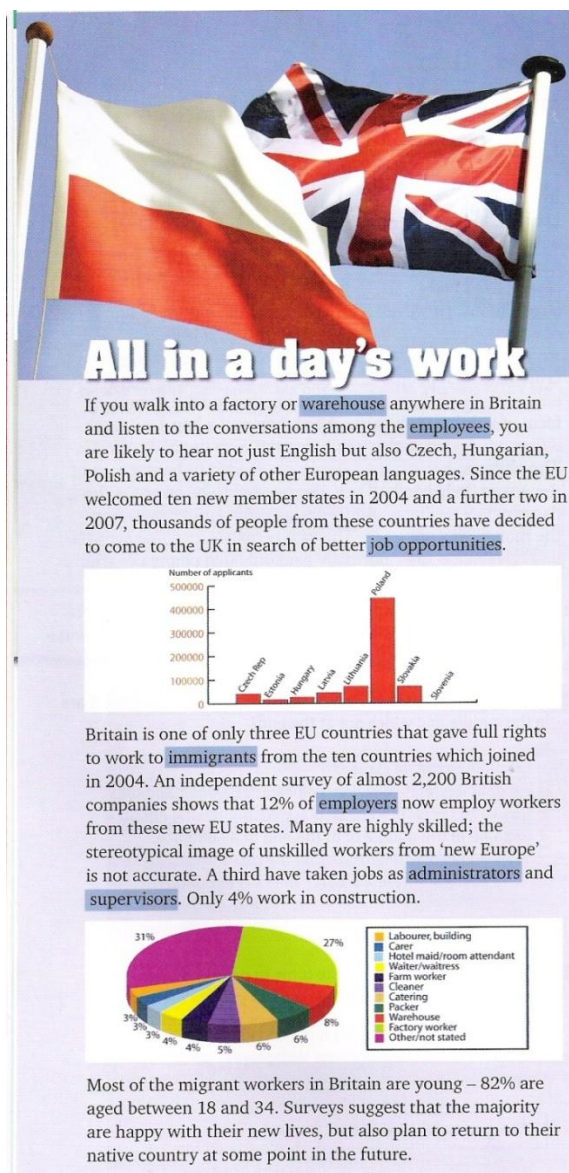 All in a day's work
If you walk into a factory or warehouse anywhere in Britain
and listen to the conversations among the employees, you
are likely to hear not just English but also Czech, Hungarian,
Polish and a variety of other European languages. Since the EU
welcomed ten new member states in 2004 and a further two in
2007, thousands of people from these countries have decided
to come to the UK in search of better job opportunities.
Number of applicants
500000
400000
300000
200000
100000
0
Czech Rep
Estonia
Hungary
Latvia
Lithuania
Poland
Slovakia
Slovenia
Britain is one of only three EU countries that gave full rights
to work to immigrants from the ten countries which joined
in 2004. An independent survey of almost 2,200 British
companies shows that 12% of employers now employ workers
from these new EU states. Many are highly skilled; the
stereotypical image of unskilled workers from ‘new Europe’
is not accurate. A third have taken jobs as administrators and
supervisors. Only 4% work in construction.
31%
27%
8%
6%
6%
5%
4%
4%
3%
3%
3%
Labourer, building
Carer
Hotel maid/room attendant
Waiter/waitress
Farm worker
Cleaner
Catering
Packer
Warehouse
Factory worker
Other/not stated
Most of the migrant workers in Britain are young – 82% are
aged between 18 and 34. Surveys suggest that the majority
are happy with their new lives, but also plan to return to their
native country at some point in the future.